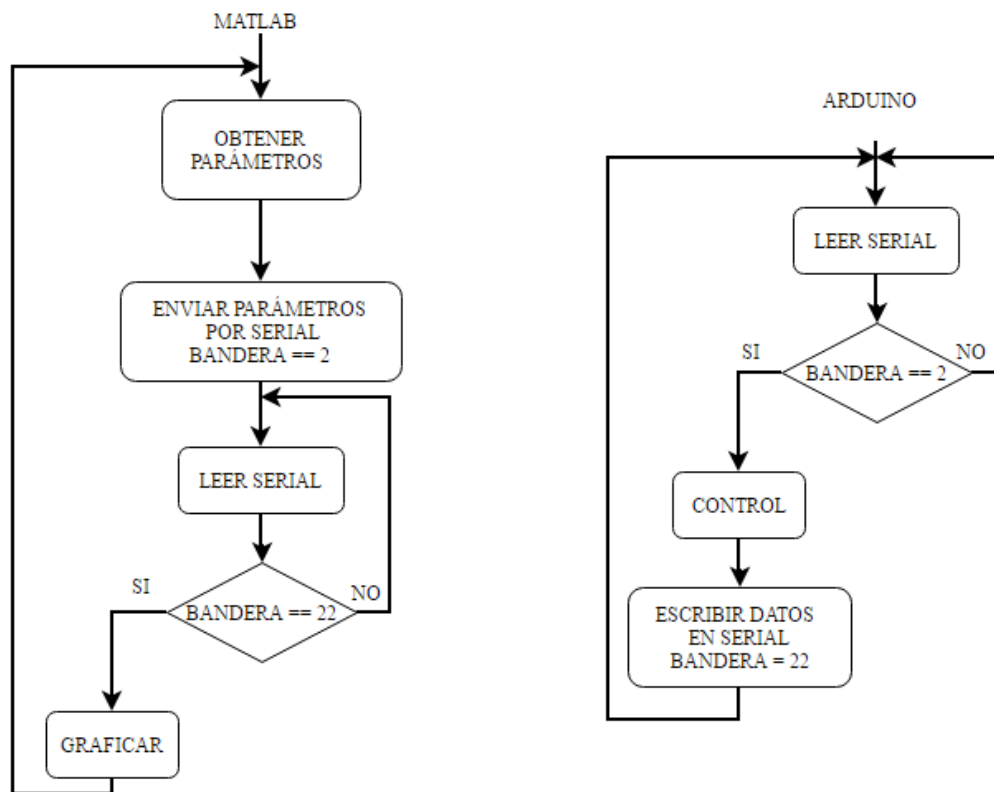 MATLAB
OBTENER
PARÁMETROS
ENVIAR PARÁMETROS
POR SERIAL
BANDERA == 2
LEER SERIAL
SI
NO
BANDERA == 22
GRAFICAR
ARDUINO
LEER SERIAL
SI
NO
BANDERA == 2
CONTROL
ESCRIBIR DATOS
EN SERIAL
BANDERA = 22